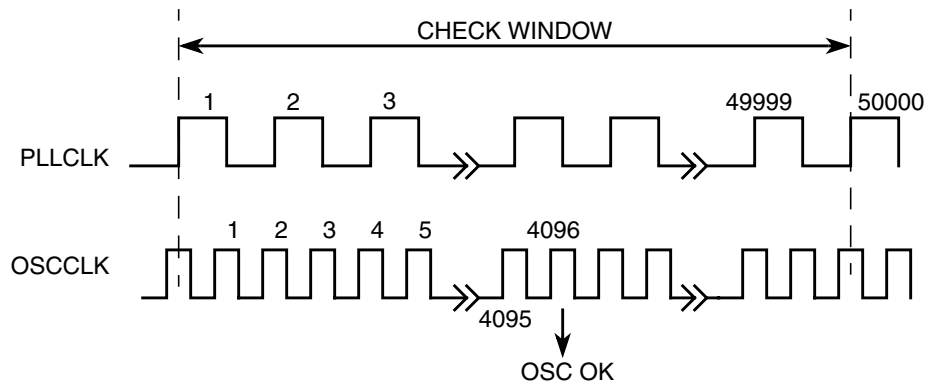 CHECK WINDOW
1 2 3 49999 50000
PLLCLK
1 2 3 4 5 4096
OSCCLK
4095
OSC OK